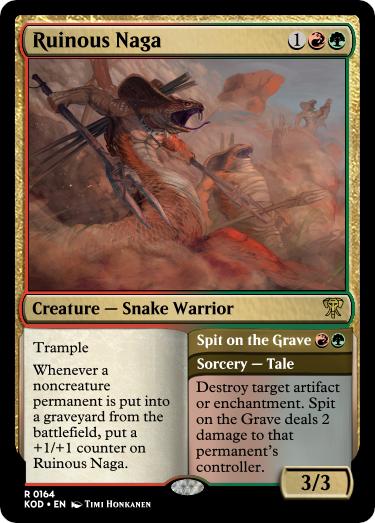 Ruinous Naga 1
Creature — Snake Warrior
Trample
Whenever a
noncreature
permanent is put into
a graveyard from the
battlefield, put a
+1/+1 counter on
Ruinous Naga.
Spit on the Grave
Sorcery — Tale
Destroy target artifact
or enchantment. Spit
on the Grave deals 2
damage to that
permanent's
controller.
3/3
R 0164
KOD • EN TIMI HONKANEN